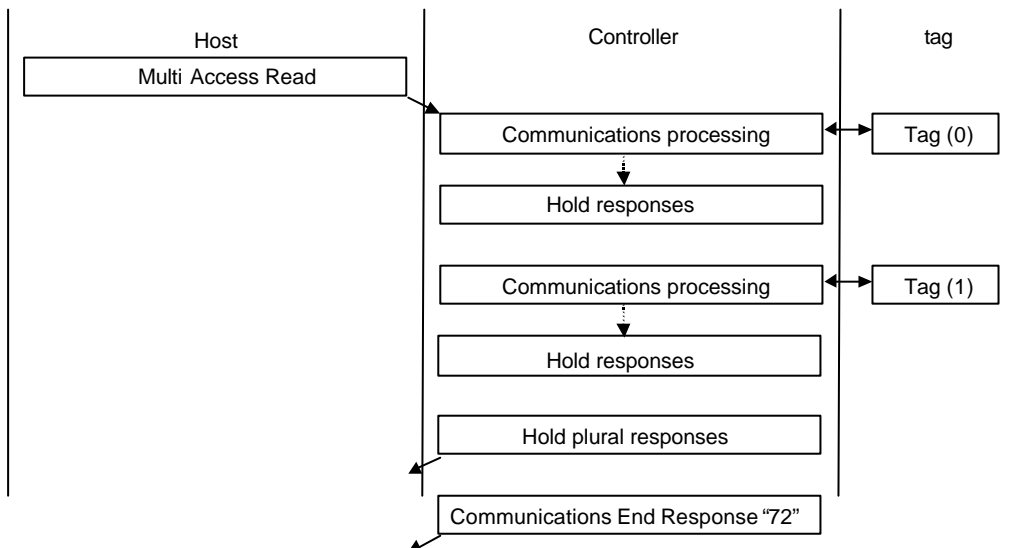 Host
Controller
tag
Multi Access Read
Communications processing
Tag (0)
Hold responses
Communications processing
Tag (1)
Hold responses
Hold plural responses
Communications End Response “72”